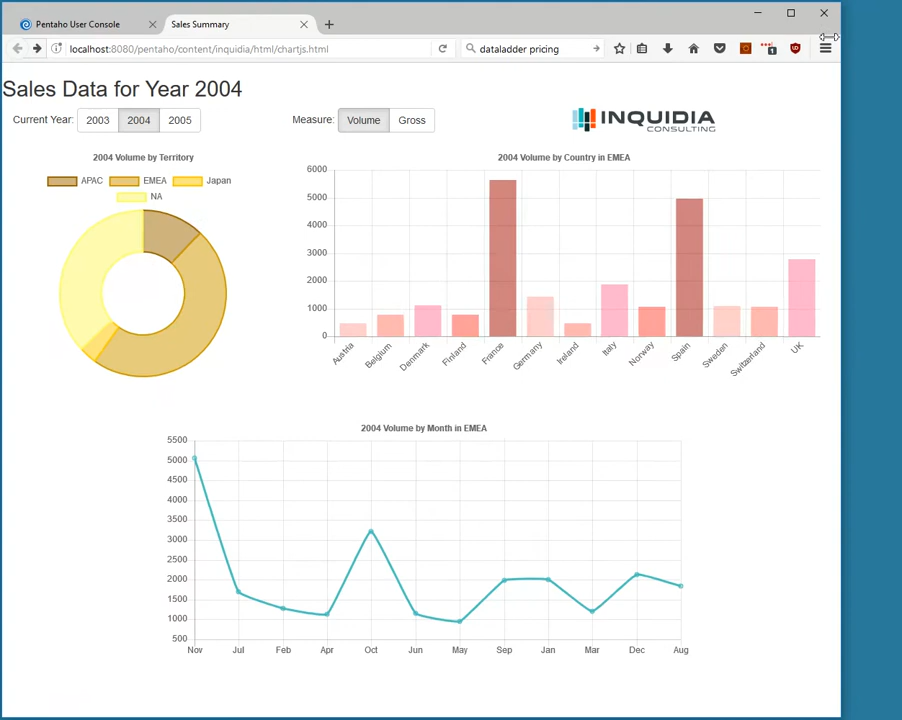 Pentaho User Console
Sales Summary
localhost:8080/pentaho/content/inquidia/html/chartjs.html
dataladder pricing
1
Sales Data for Year 2004
Current Year: 2003 2004 2005
Measure: Volume Gross
INQUIDIA
CONSULTING
2004 Volume by Territory
APAC EMEA Japan
NA
2004 Volume by Country in EMEA
6000
5000
4000
3000
2000
1000
0
Austria Belgium Denmark Finland France Germany Ireland Italy Norway Spain Sweden Switzerland UK
2004 Volume by Month in EMEA
5500
5000
4500
4000
3500
3000
2500
2000
1500
1000
500
Nov Jul Feb Apr Oct Jun May Sep Jan Mar Dec Aug